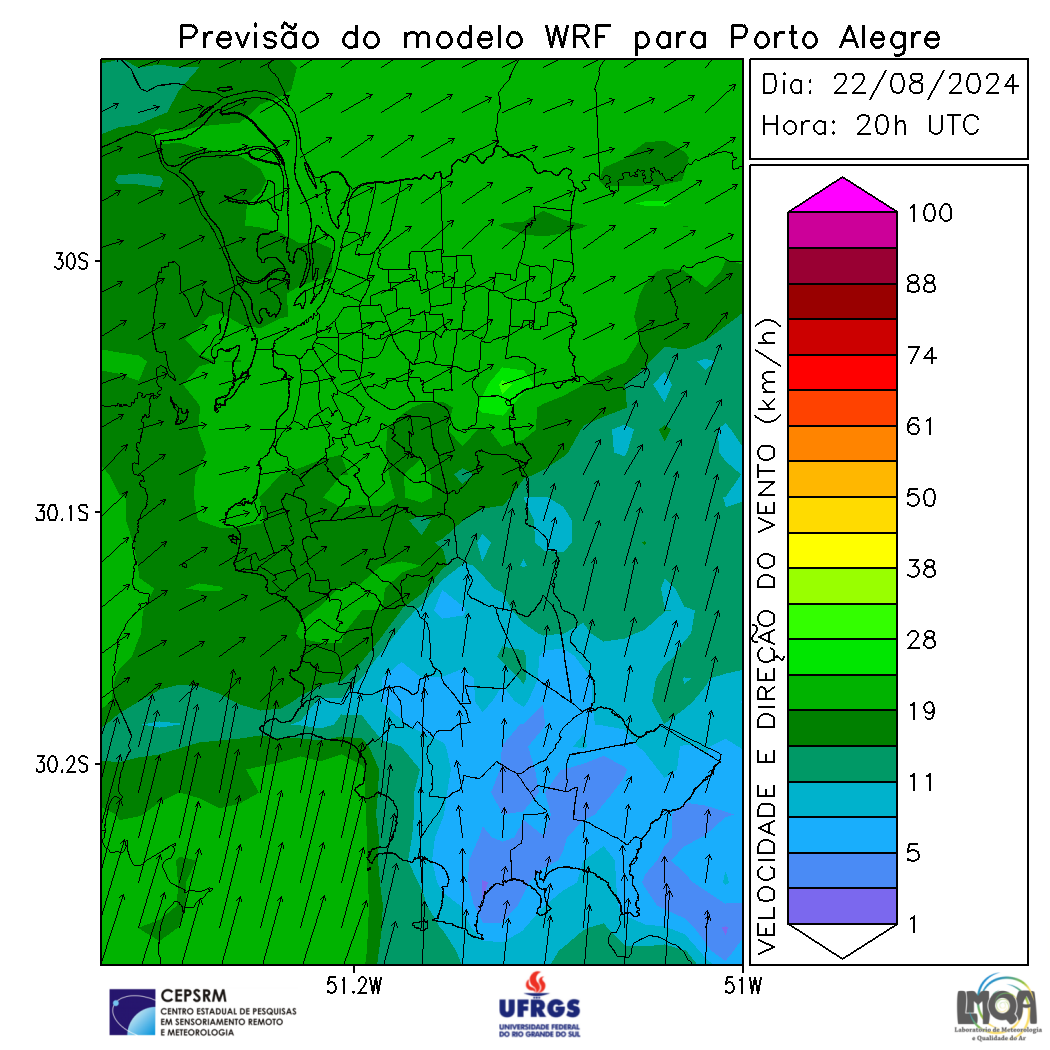 Previsão do modelo WRF para Porto Alegre
Dia: 22/08/2024
Hora: 20h UTC
30S
30.1S
30.2S
51.2W
51W
VELOCIDADE E DIREÇÃO DO VENTO (km/h)
100
88
74
61
50
38
28
19
11
5
1
CEPSRM
CENTRO ESTADUAL DE PESQUISAS
EM SENSORIAMENTO REMOTO
E METEOROLOGIA
UFRGS
UNIVERSIDADE FEDERAL
DO RIO GRANDE DO SUL
LMQA
Laboratório de Meteorologia
e Qualidade do Ar